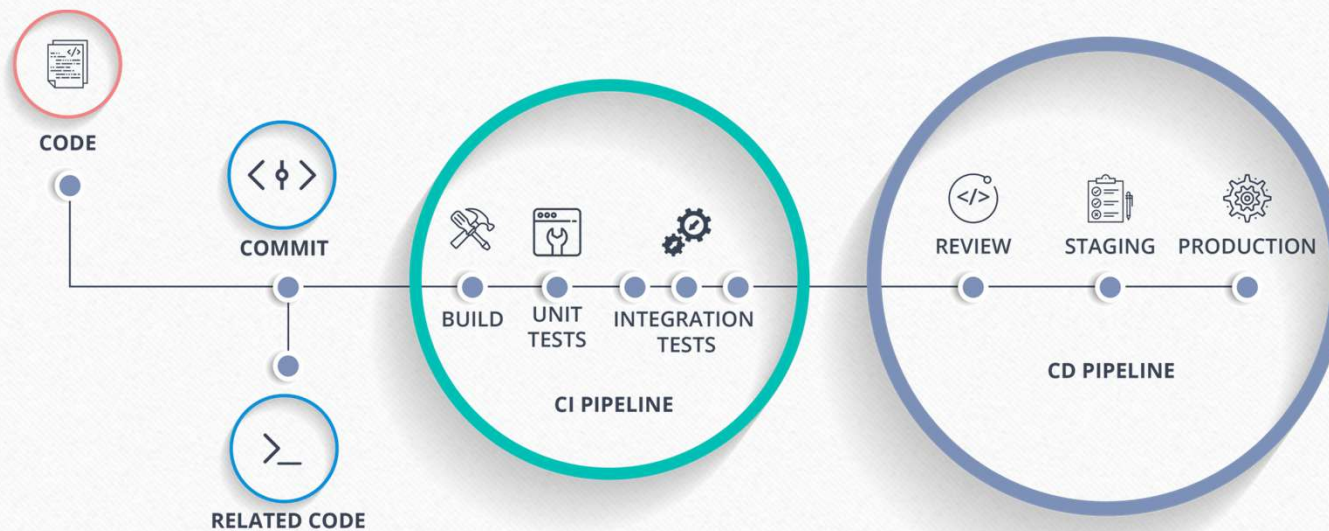 CODE
COMMIT
RELATED CODE
BUILD
UNIT
TESTS
INTEGRATION
TESTS
CI PIPELINE
REVIEW
STAGING
PRODUCTION
CD PIPELINE